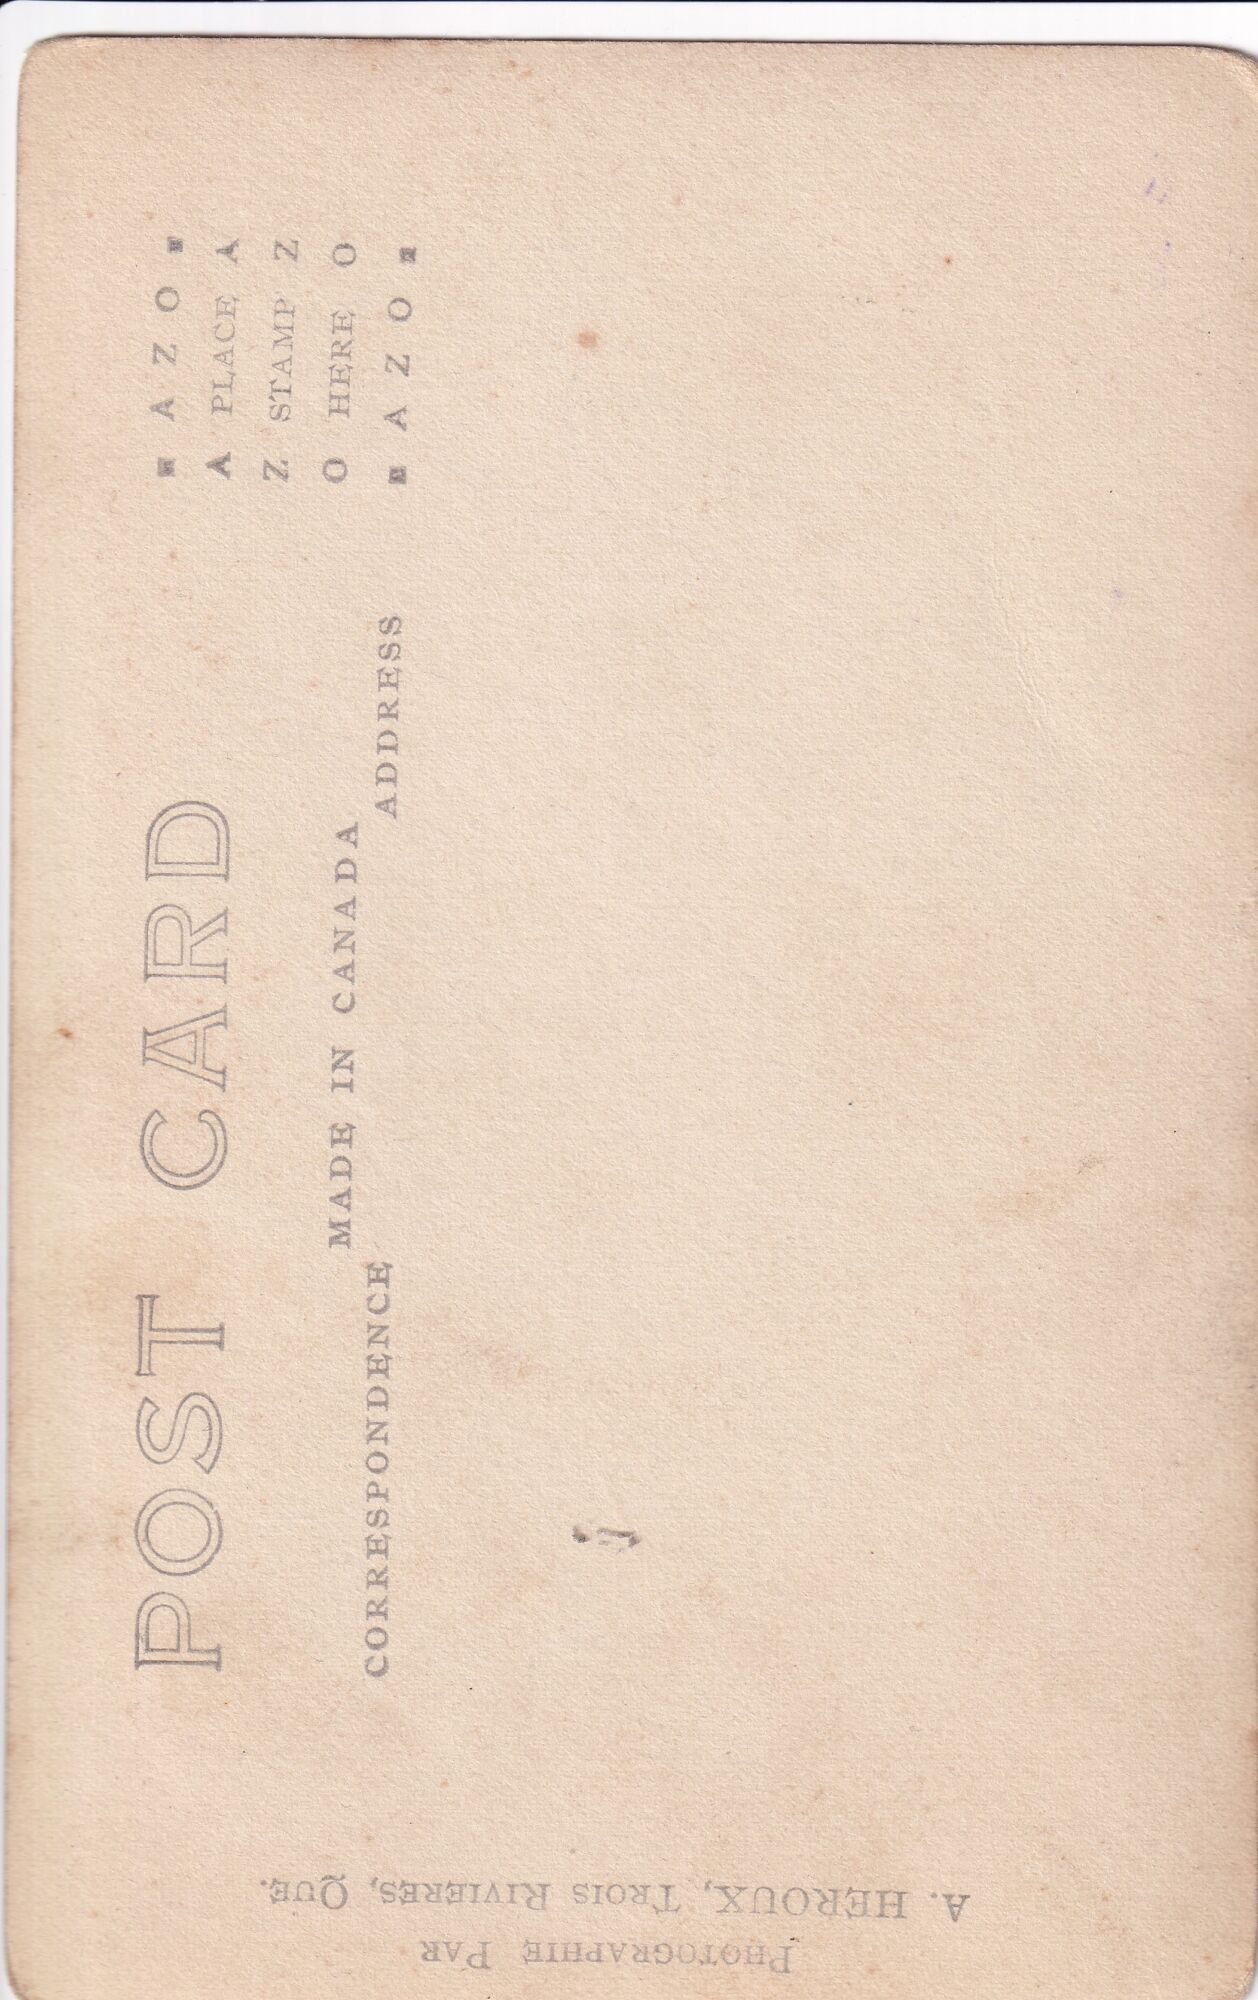 POST CARD
MADE IN CANADA
CORRESPONDENCE
ADDRESS
AZO
A PLACE A
Z STAMP Z
O HERE O
AZO
PHOTOGRAPHIE PAR
A. HEROUX, TROIS RIVIERES, QUE.